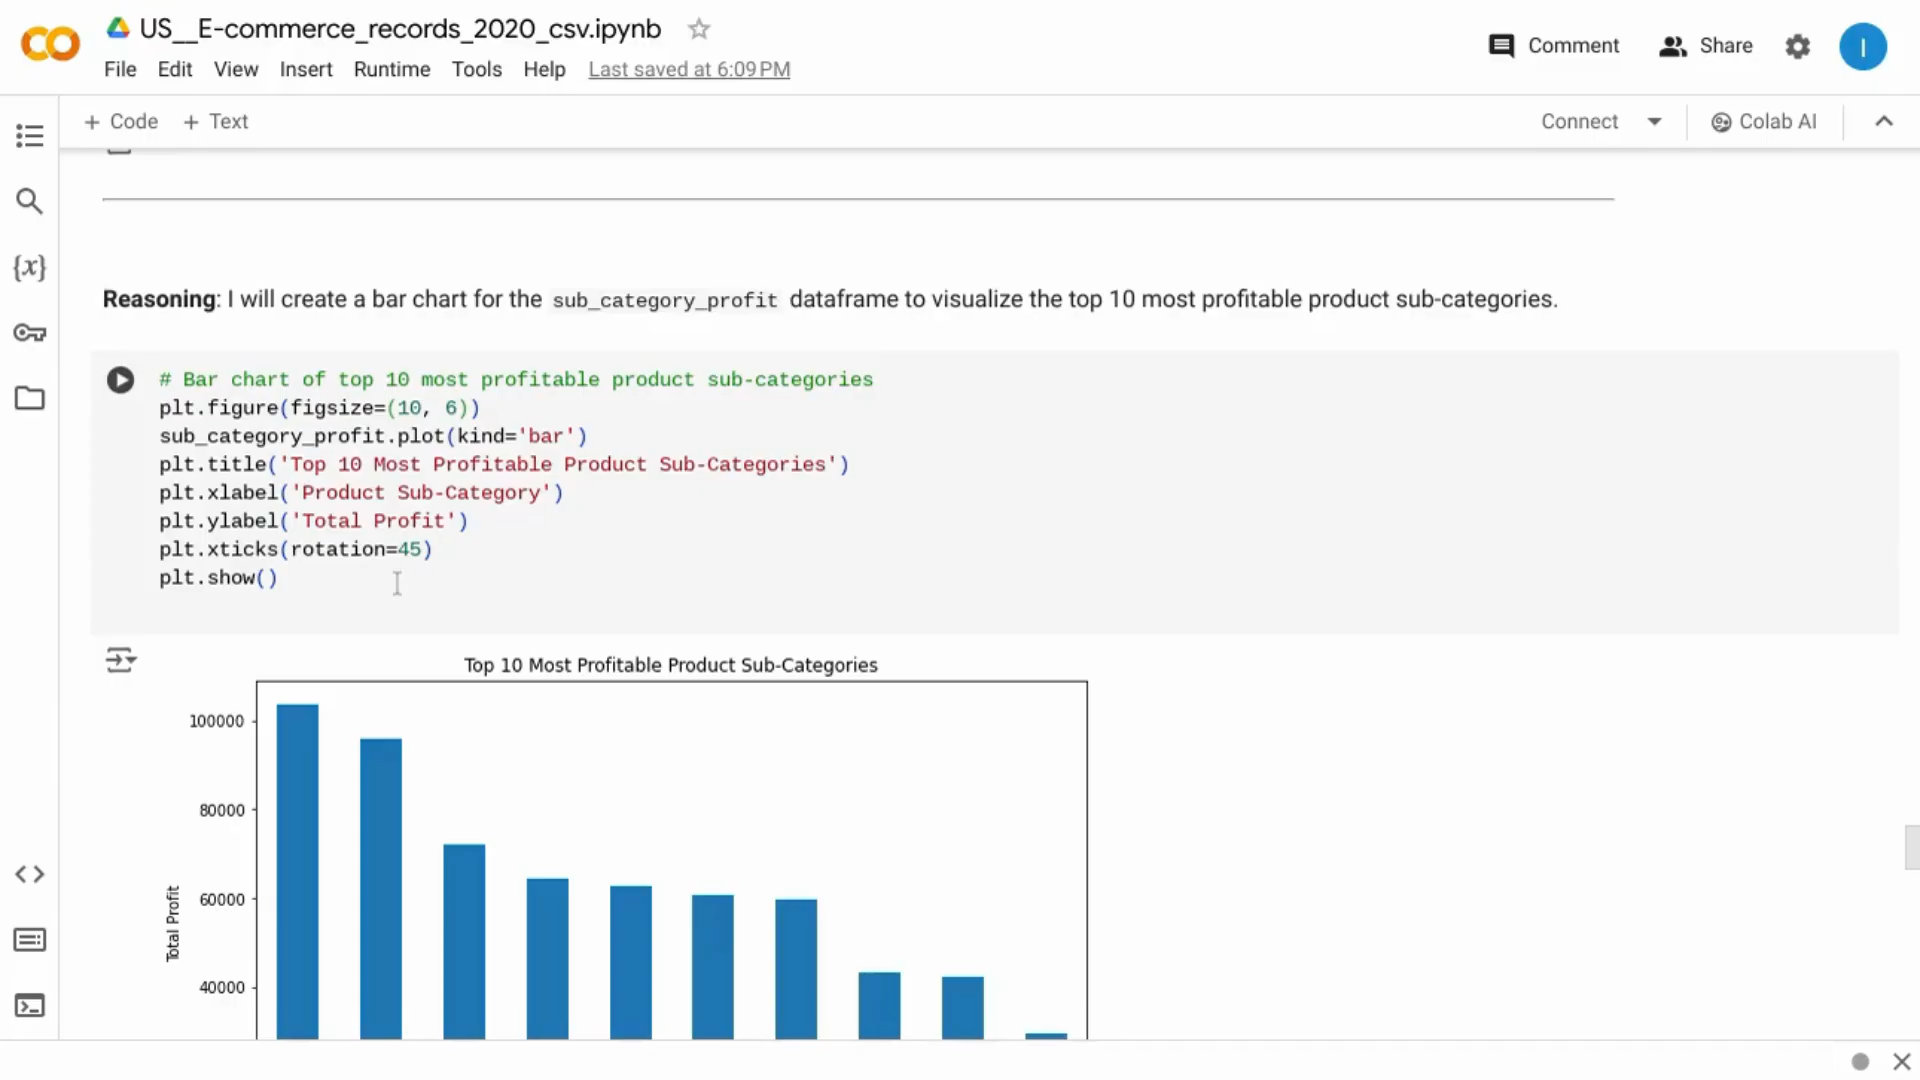 US__E-commerce_records_2020_csv.ipynb
Comment
Share
I
File Edit View Insert Runtime Tools Help Last saved at 6:09 PM
+ Code + Text
Connect
Colab AI
{x}
Reasoning: I will create a bar chart for the sub_category_profit dataframe to visualize the top 10 most profitable product sub-categories.
# Bar chart of top 10 most profitable product sub-categories
plt.figure(figsize=(10, 6))
sub_category_profit.plot(kind='bar')
plt.title('Top 10 Most Profitable Product Sub-Categories')
plt.xlabel('Product Sub-Category')
plt.ylabel('Total Profit')
plt.xticks(rotation=45)
plt.show()
Top 10 Most Profitable Product Sub-Categories
100000
80000
60000
40000
Total Profit